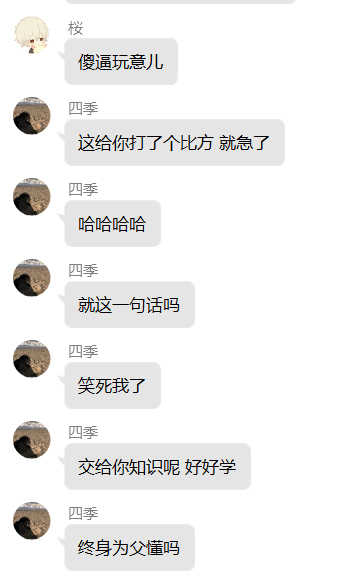 桜
傻逼玩意儿
四季
这给你打了个比方 就急了
四季
哈哈哈哈
四季
就这一句话吗
四季
笑死我了
四季
交给你知识呢 好好学
四季
终身为父懂吗